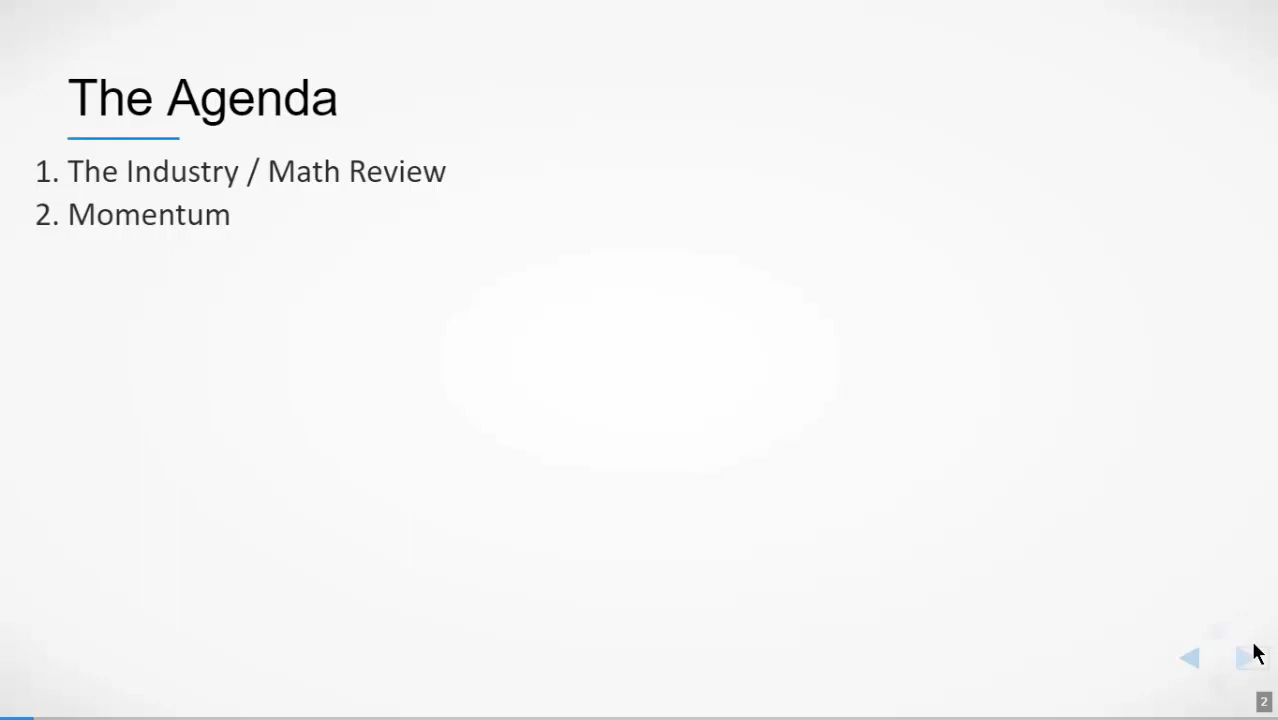 The Agenda
1. The Industry / Math Review
2. Momentum
2